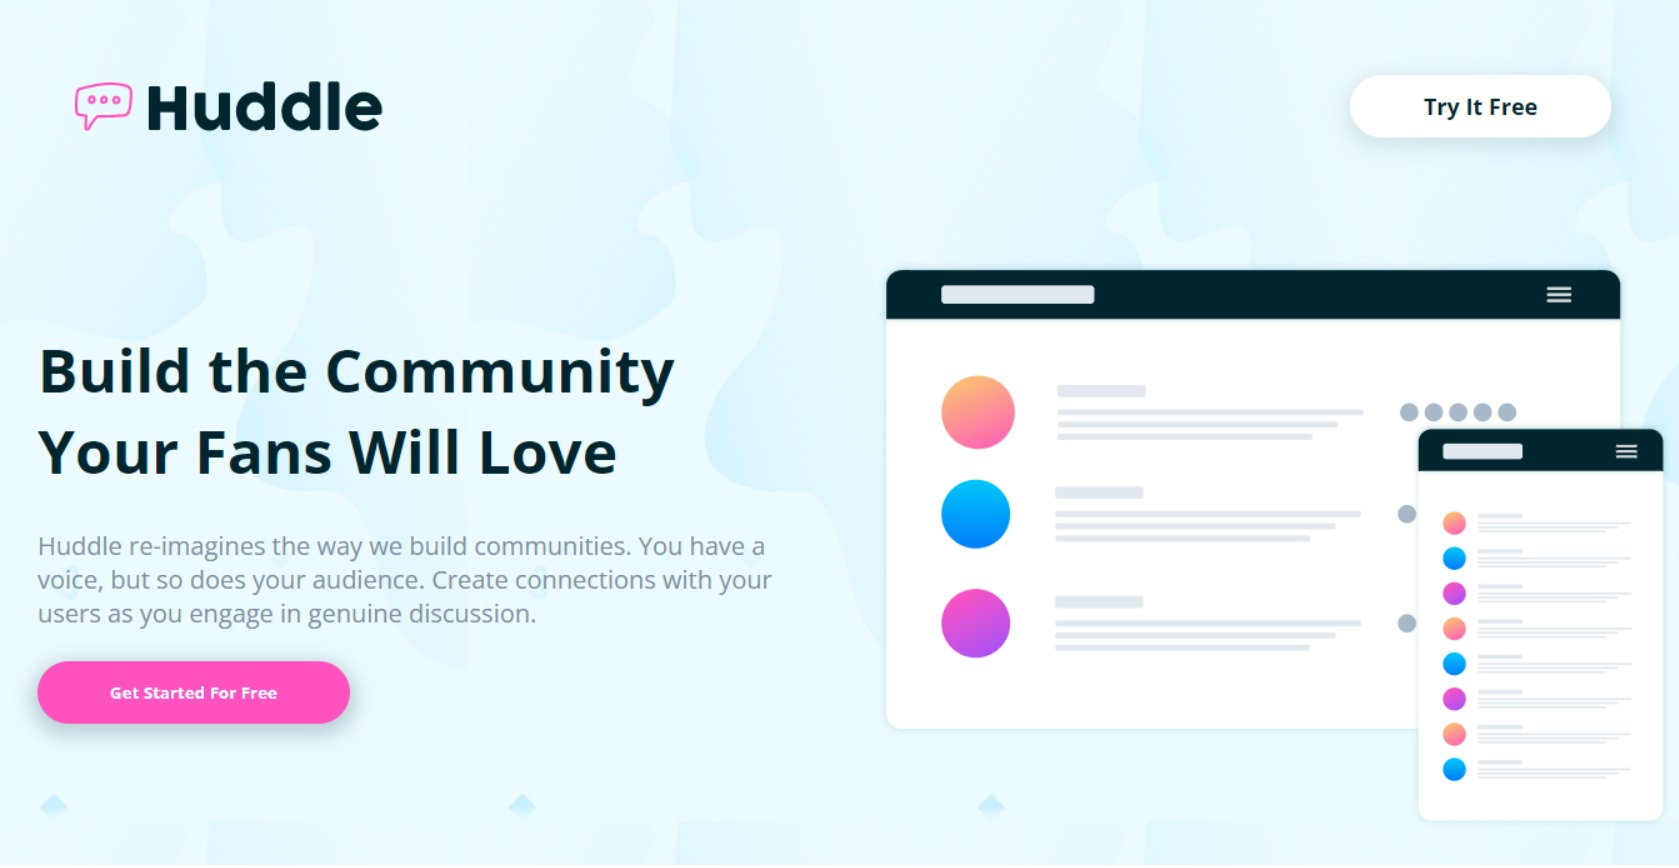 Huddle
Try It Free
Build the Community
Your Fans Will Love
Huddle re-imagines the way we build communities. You have a
voice, but so does your audience. Create connections with your
users as you engage in genuine discussion.
Get Started For Free